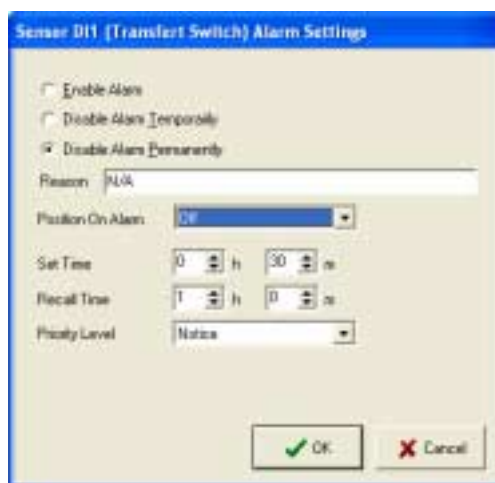 Sensor DI1 (Transfert Switch) Alarm Settings
Enable Alarm
Disable Alarm Temporarily
Disable Alarm Permanently
Reason N/A
Position On Alarm Off
Set Time 0 h 30 m
Recall Time 1 h 0 m
Priority Level Notice
OK Cancel